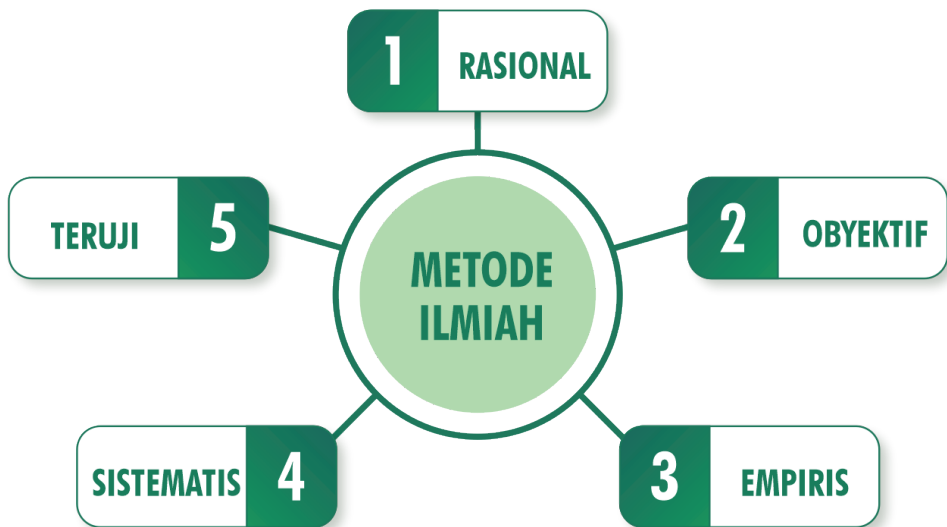 METODE
ILMIAH
1 RASIONAL
2 OBYEKTIF
3 EMPIRIS
SISTEMATIS 4
TERUJI 5